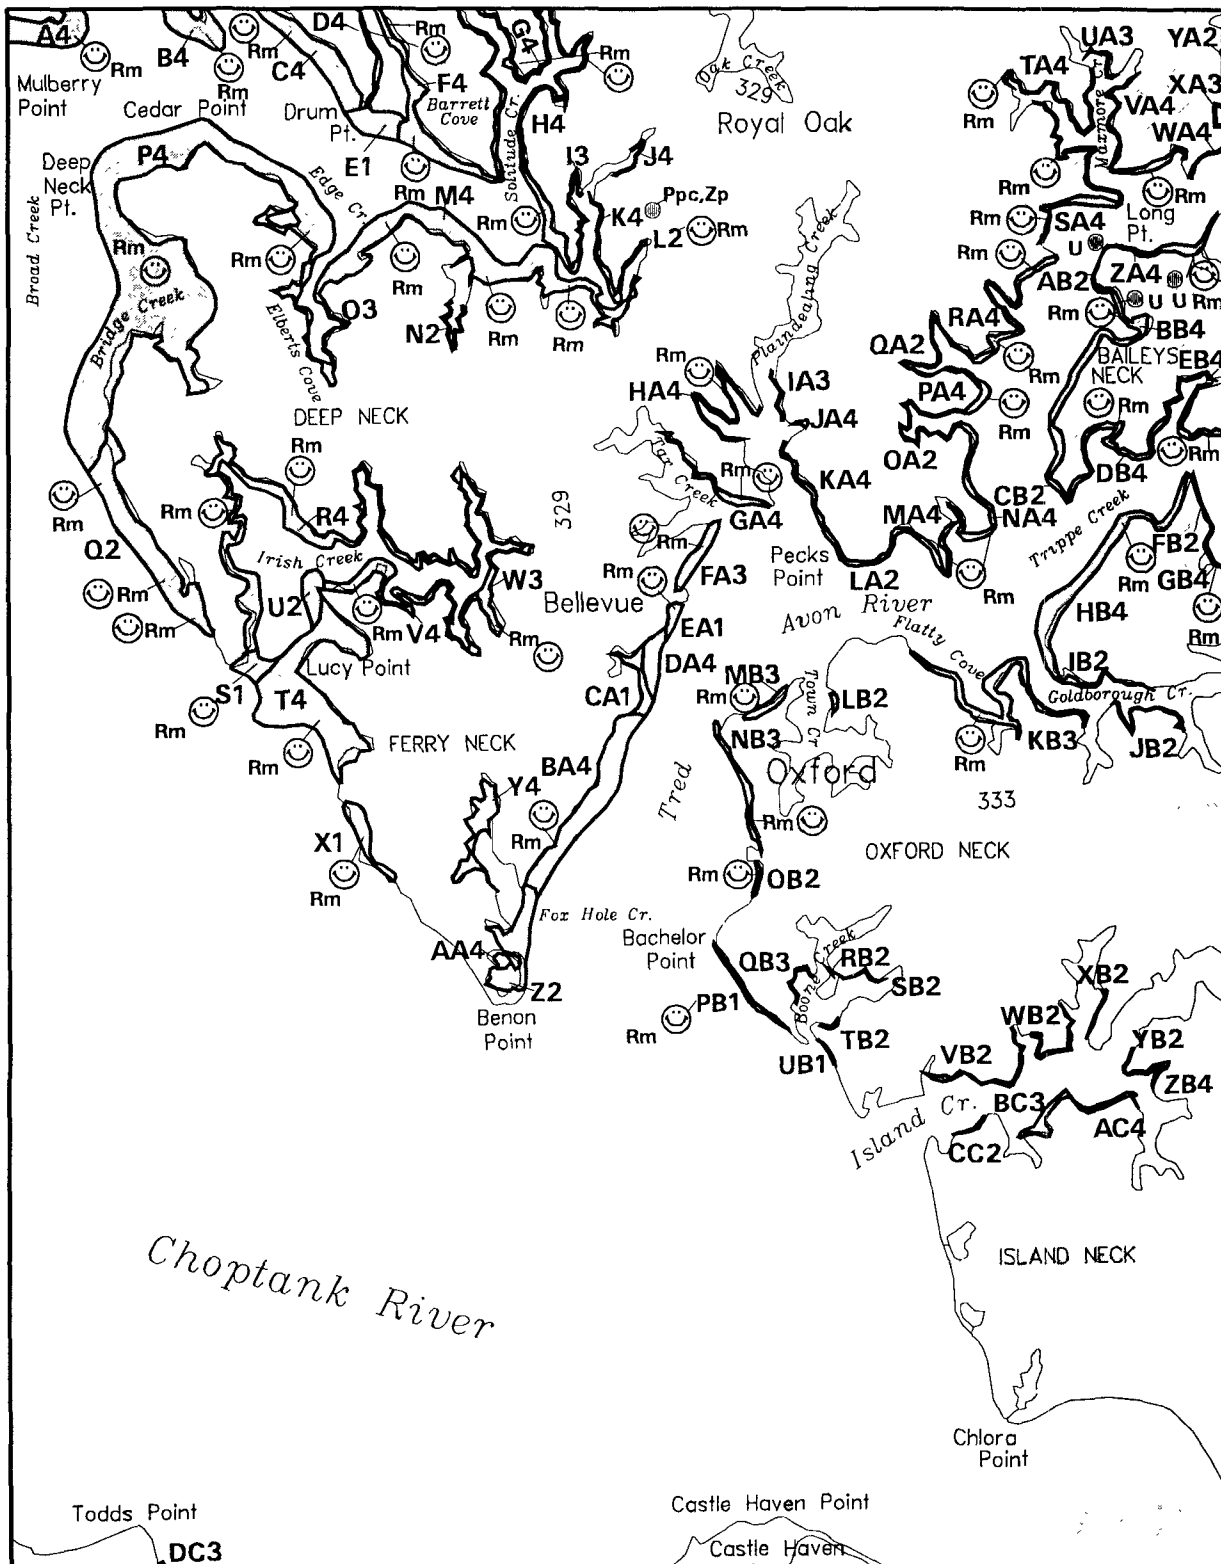 A4
Rm
Mulberry
Point
B4
Rm
Rm
C4
D4
Rm
F4
G4
Rm
Oak Creek
329
Royal Oak
UA3
YA2
TA4
Rm
Maxmore Cr.
VA4
XA3
WA4
Cedar Point
Drum
Pt.
E1
Barrett
Cove
Solitude Cr.
H4
I3
J4
Deep
Neck
Pt.
P4
Edge Cr.
Rm
M4
Rm
K4
Ppc,Zp
L2
Rm
Rm
Rm
Rm
SA4
Long
Pt.
U
Broad Creek
Rm
Bridge Creek
Rm
Rm
O3
N2
Rm
Rm
Elberts Cove
Plaindealing Creek
Rm
AB2
ZA4
U
U
Rm
Rm
BB4
RA4
QA2
Rm
BAILEYS
NECK
EB4
HA4
Rm
IA3
JA4
PA4
Rm
Rm
DEEP NECK
OA2
DB4
Rm
Rm
Rm
Rm
R4
329
Tar Creek
Rm
GA4
KA4
MA4
CB2
NA4
Trippe Creek
Q2
Irish Creek
Rm
FA3
Pecks
Point
LA2
Rm
FB2
Rm
GB4
Rm
Rm
U2
Rm
V4
W3
Rm
Rm
Bellevue
EA1
Avon River
Flatty Cove
HB4
Rm
S1
Lucy Point
DA4
MB3
Rm
Town Cr
LB2
IB2
Goldborough Cr.
Rm
T4
CA1
NB3
Rm
KB3
JB2
Rm
FERRY NECK
BA4
Y4
Tred
Oxford
333
X1
Rm
Rm
Rm
OXFORD NECK
Rm
OB2
Fox Hole Cr.
Bachelor
Point
AA4
Z2
Benon
Point
QB3
Boone Creek
RB2
SB2
XB2
PB1
Rm
TB2
UB1
WB2
VB2
YB2
ZB4
Island Cr.
BC3
AC4
CC2
Choptank River
ISLAND NECK
Chlora
Point
Todds Point
DC3
Castle Haven Point
Castle Haven